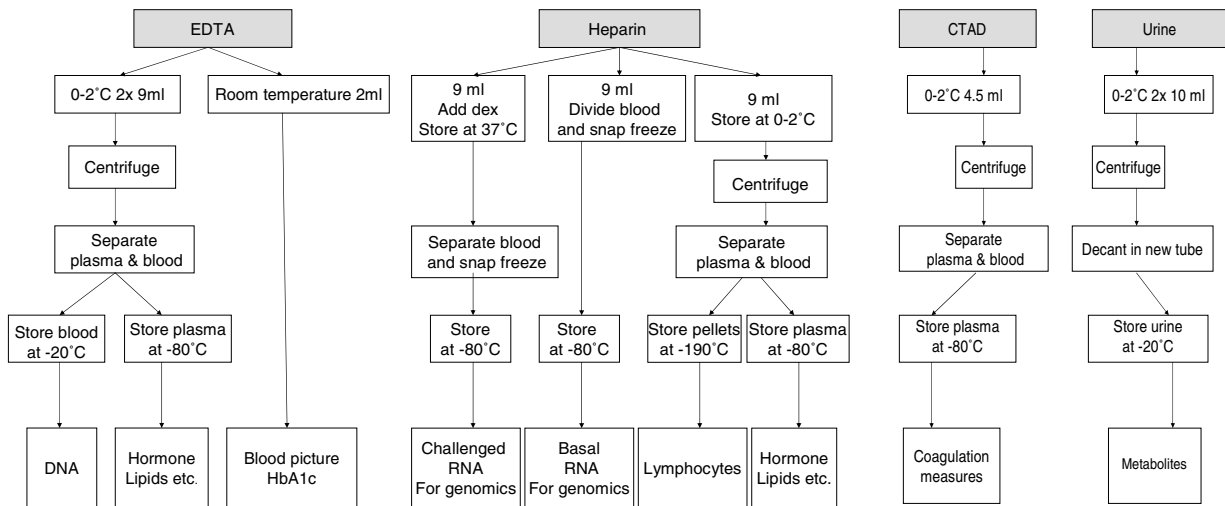 EDTA
Heparin
CTAD
Urine
0-2˚C 2x 9ml
Room temperature 2ml
9 ml
Add dex
Store at 37˚C
9 ml
Divide blood
and snap freeze
9 ml
Store at 0-2˚C
0-2˚C 4.5 ml
0-2˚C 2x 10 ml
Centrifuge
Centrifuge
Centrifuge
Centrifuge
Separate
plasma & blood
Separate blood
and snap freeze
Separate
plasma & blood
Separate
plasma & blood
Decant in new tube
Store blood
at -20˚C
Store plasma
at -80˚C
Store
at -80˚C
Store
at -80˚C
Store pellets
at -190˚C
Store plasma
at -80˚C
Store plasma
at -80˚C
Store urine
at -20˚C
DNA
Hormone
Lipids etc.
Blood picture
HbA1c
Challenged
RNA
For genomics
Basal
RNA
For genomics
Lymphocytes
Hormone
Lipids etc.
Coagulation
measures
Metabolites